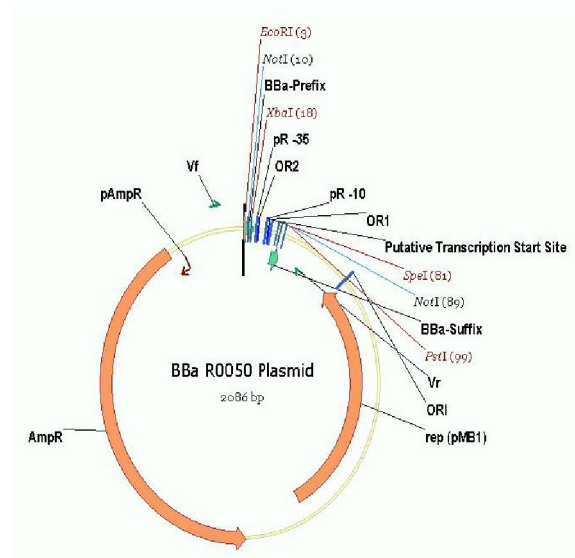 EcoRI (3)
NotI (10)
BBa-Prefix
XbaI (18)
pR -35
OR2
Vf
pR -10
pAmpR
OR1
Putative Transcription Start Site
SpeI (81)
NotI (89)
BBa-Suffix
PstI (99)
BBa R0050 Plasmid
2086 bp
Vr
ORI
AmpR
rep (pMB1)